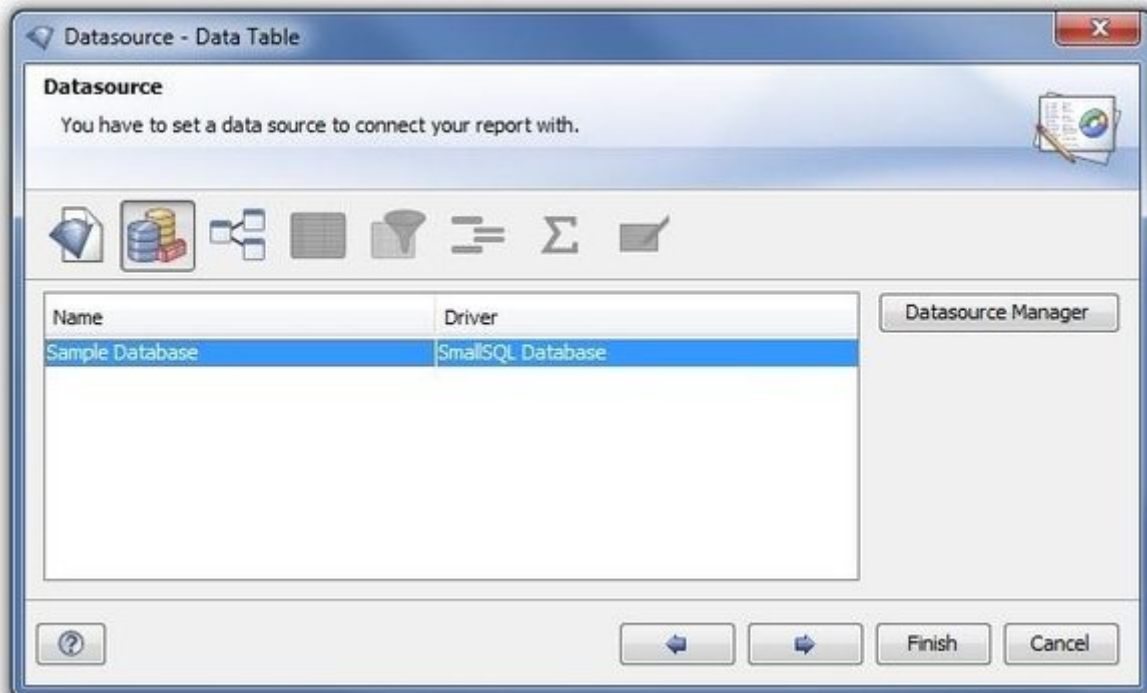 Datasource - Data Table
Datasource
You have to set a data source to connect your report with.
Name Driver
Datasource Manager
Sample Database SmallSQL Database
Finish Cancel